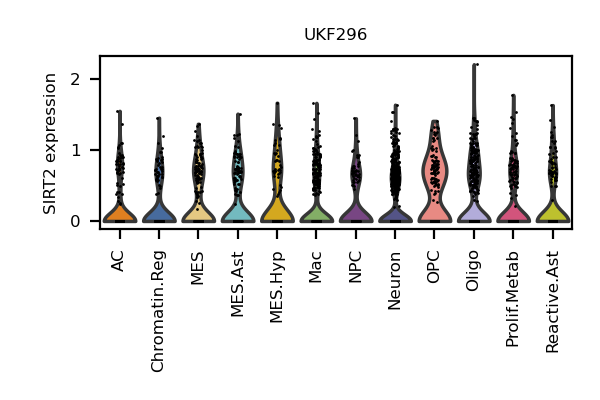 UKF296
SIRT2 expression
2
1
0
AC
Chromatin.Reg
MES
MES.Ast
MES.Hyp
Mac
NPC
Neuron
OPC
Oligo
Prolif.Metab
Reactive.Ast